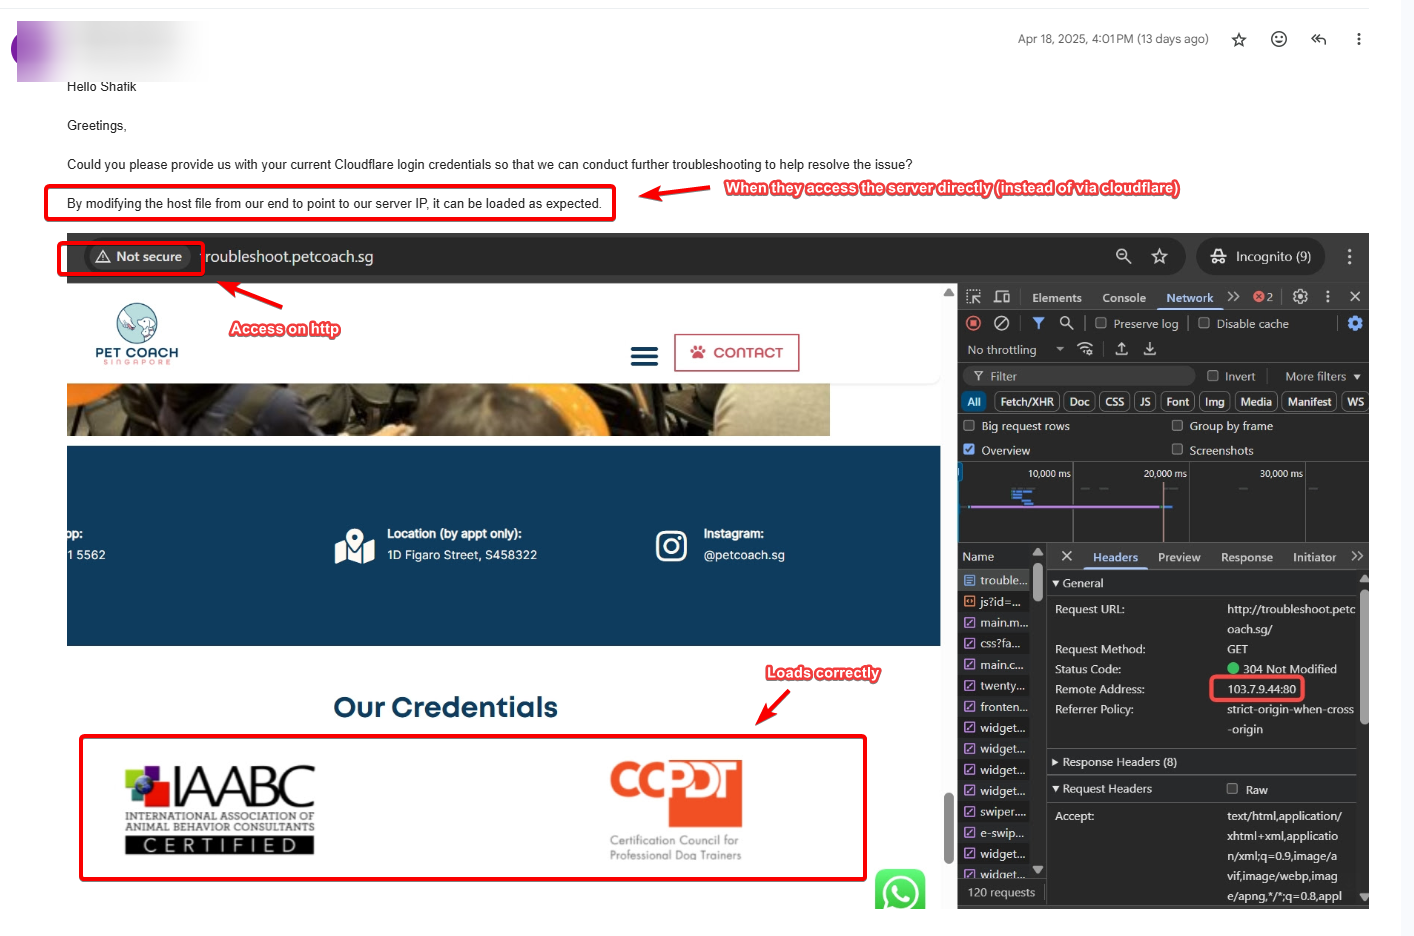 Apr 18, 2025, 4:01 PM (13 days ago)
Hello Shafik
Greetings,
Could you please provide us with your current Cloudflare login credentials so that we can conduct further troubleshooting to help resolve the issue?
When they access the server directly (instead of via cloudflare)
By modifying the host file from our end to point to our server IP, it can be loaded as expected.
Not secure
roubleshoot.petcoach.sg
Incognito (9)
Access on http
PET COACH
SINGAPORE
CONTACT
Elements
Console
Network
2
Preserve log
Disable cache
No throttling
Filter
Invert
More filters
All
Fetch/XHR
Doc
CSS
JS
Font
Img
Media
Manifest
WS
Big request rows
Group by frame
Overview
Screenshots
10,000 ms
20,000 ms
30,000 ms
op:
1 5562
Location (by appt only):
1D Figaro Street, S458322
Instagram:
@petcoach.sg
Name
Headers
Preview
Response
Initiator
trouble...
js?id=...
main.m...
css?fa...
main.c...
twenty...
fronten...
widget...
widget...
widget...
widget...
swiper....
e-swip...
widget...
widget...
120 requests
General
Request URL:
http://troubleshoot.petc
oach.sg/
Request Method:
GET
Status Code:
304 Not Modified
Remote Address:
103.7.9.44:80
Referrer Policy:
strict-origin-when-cross
-origin
Response Headers (8)
Request Headers
Raw
Accept:
text/html,application/
xhtml+xml,applicatio
n/xml;q=0.9,image/a
vif,image/webp,imag
e/apng,*/*;q=0.8,appl
Loads correctly
Our Credentials
IAABC
INTERNATIONAL ASSOCIATION OF
ANIMAL BEHAVIOR CONSULTANTS
CERTIFIED
CCPDT
Certification Council for
Professional Dog Trainers